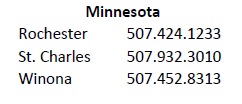 Minnesota
Rochester 507.424.1233
St. Charles 507.932.3010
Winona 507.452.8313